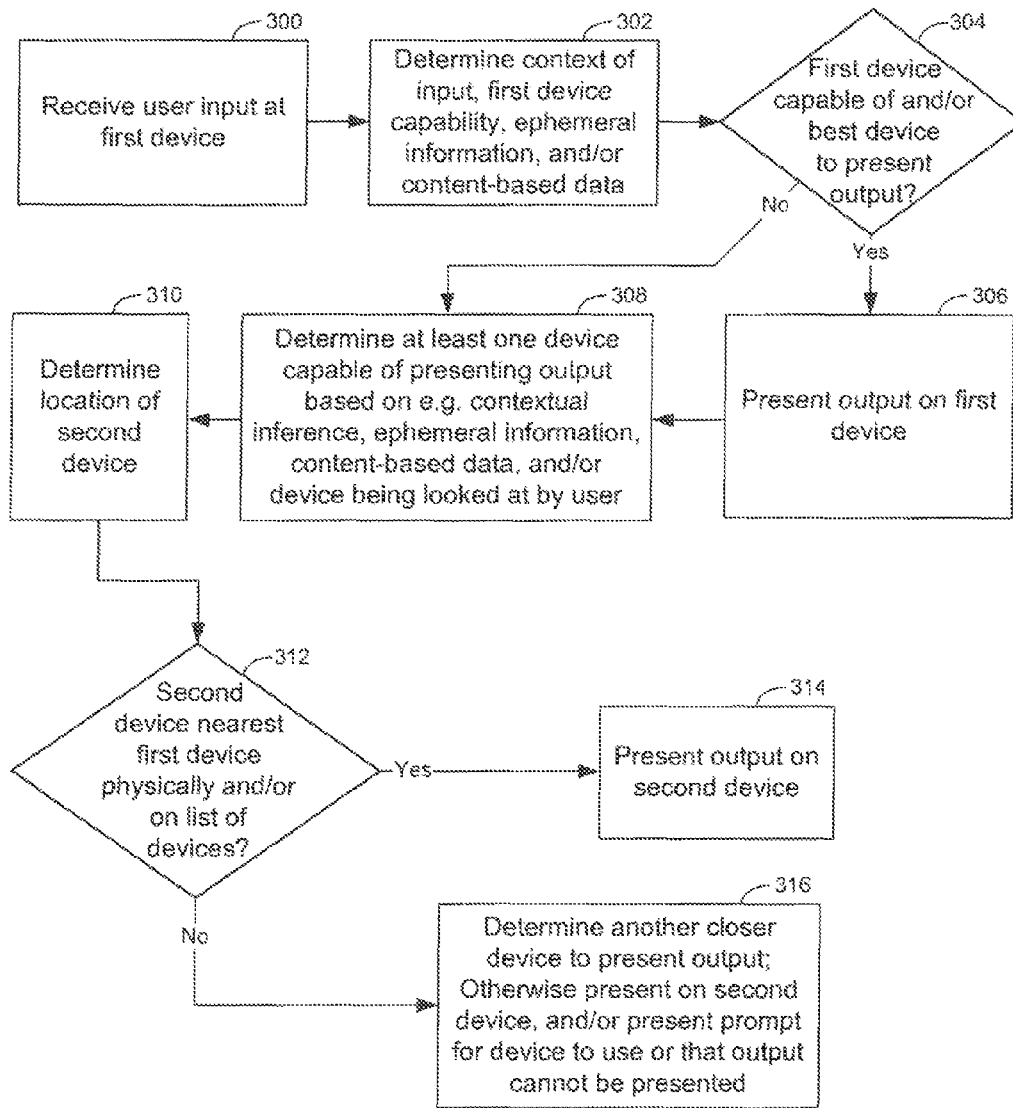 300
Receive user input at
first device
302
Determine context of
input, first device
capability, ephemeral
information, and/or
content-based data
304
First device
capable of and/or
best device
to present
output?
No
Yes
306
Present output on first
device
308
Determine at least one device
capable of presenting output
based on e.g. contextual
inference, ephemeral information,
content-based data, and/or
device being looked at by user
310
Determine
location of
second
device
312
Second
device nearest
first device
physically and/or
on list of
devices?
Yes
No
314
Present output on
second device
316
Determine another closer
device to present output;
Otherwise present on second
device, and/or present prompt
for device to use or that output
cannot be presented